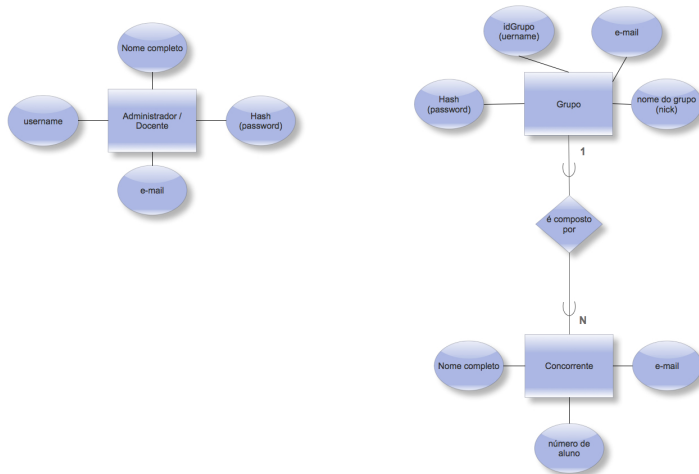 Nome completo
username
Administrador /
Docente
Hash
(password)
e-mail
idGrupo
(uername)
e-mail
Hash
(password)
Grupo
nome do grupo
(nick)
1
é composto
por
N
Nome completo
Concorrente
e-mail
número de
aluno